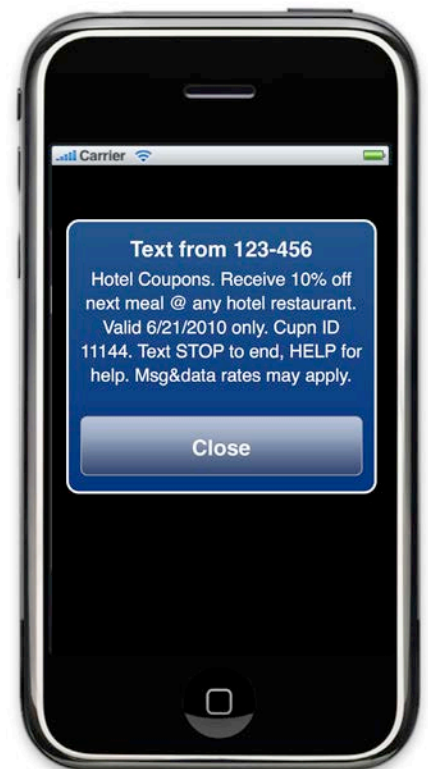 Carrier
Text from 123-456
Hotel Coupons. Receive 10% off
next meal @ any hotel restaurant.
Valid 6/21/2010 only. Cupn ID
11144. Text STOP to end, HELP for
help. Msg&data rates may apply.
Close